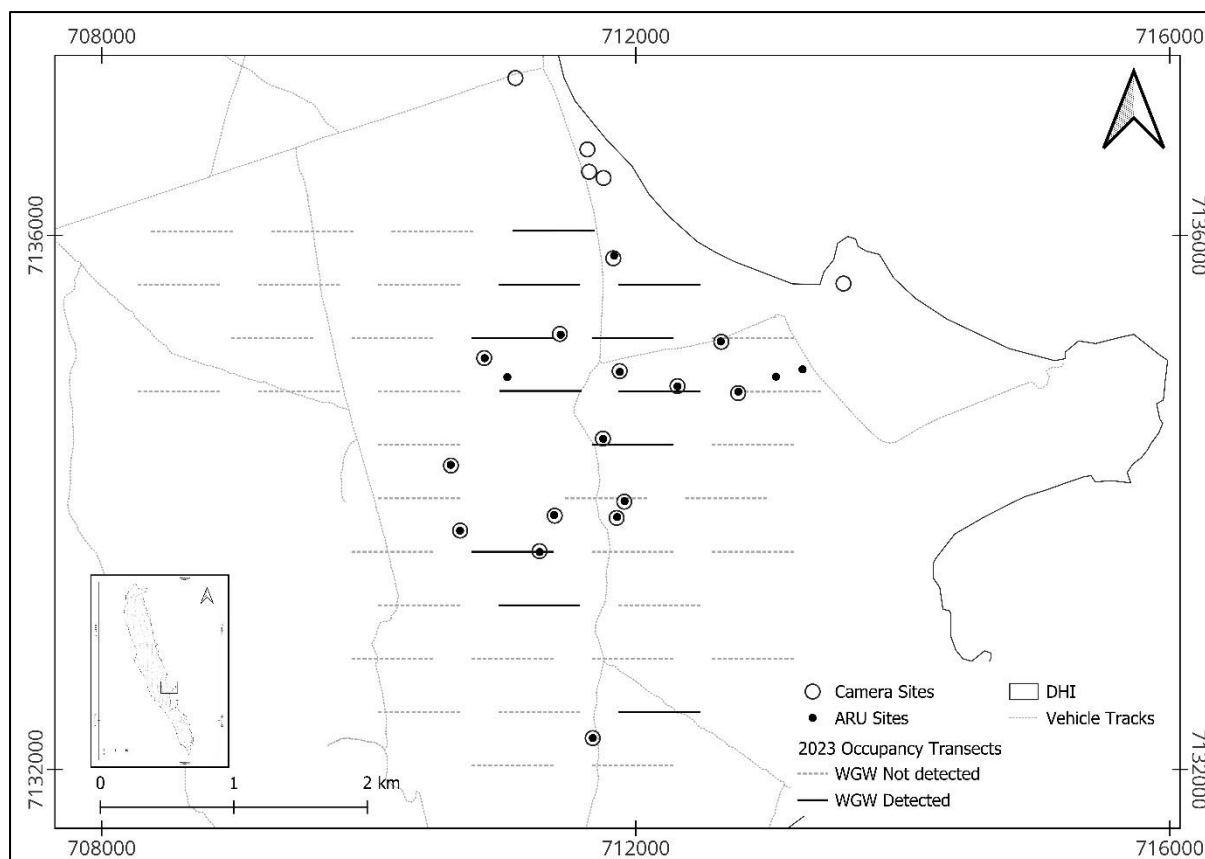 708000 712000 716000
7136000 7136000
Camera Sites DHI
ARU Sites Vehicle Tracks
2023 Occupancy Transects
WGW Not detected
WGW Detected
0 1 2 km
7132000 7132000
708000 712000 716000